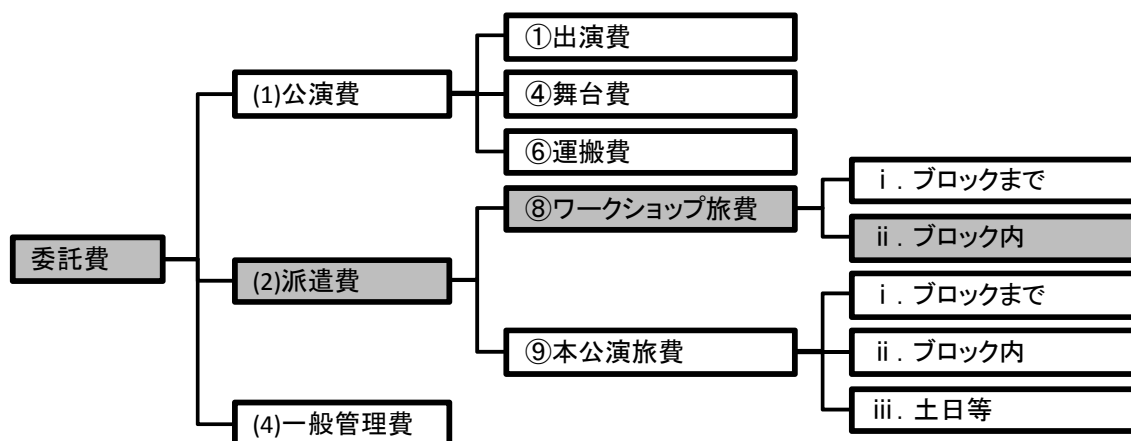 委託費
(1)公演費
①出演費
④舞台費
⑥運搬費
(2)派遣費
⑧ワークショップ旅費
ⅰ．ブロックまで
ⅱ．ブロック内
⑨本公演旅費
ⅰ．ブロックまで
ⅱ．ブロック内
ⅲ．土日等
(4)一般管理費